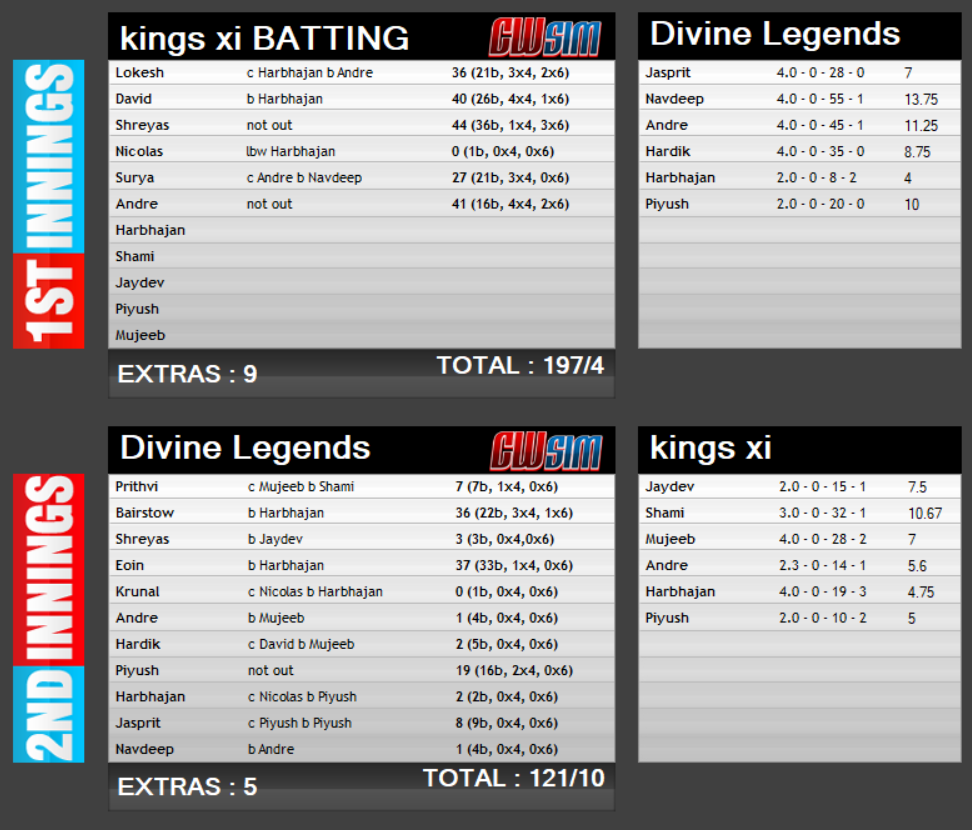 kings xi BATTING CWSIM
Lokesh c Harbhajan b Andre 36 (21b, 3x4, 2x6)
David b Harbhajan 40 (26b, 4x4, 1x6)
Shreyas not out 44 (36b, 1x4, 3x6)
Nicolas lbw Harbhajan 0 (1b, 0x4, 0x6)
Surya c Andre b Navdeep 27 (21b, 3x4, 0x6)
Andre not out 41 (16b, 4x4, 2x6)
Harbhajan
Shami
Jaydev
Piyush
Mujeeb
EXTRAS : 9 TOTAL : 197/4
1ST INNINGS
Divine Legends
Jasprit 4.0 - 0 - 28 - 0 7
Navdeep 4.0 - 0 - 55 - 1 13.75
Andre 4.0 - 0 - 45 - 1 11.25
Hardik 4.0 - 0 - 35 - 0 8.75
Harbhajan 2.0 - 0 - 8 - 2 4
Piyush 2.0 - 0 - 20 - 0 10
Divine Legends CWSIM
Prithvi c Mujeeb b Shami 7 (7b, 1x4, 0x6)
Bairstow b Harbhajan 36 (22b, 3x4, 1x6)
Shreyas b Jaydev 3 (3b, 0x4,0x6)
Eoin b Harbhajan 37 (33b, 1x4, 0x6)
Krunal c Nicolas b Harbhajan 0 (1b, 0x4, 0x6)
Andre b Mujeeb 1 (4b, 0x4, 0x6)
Hardik c David b Mujeeb 2 (5b, 0x4, 0x6)
Piyush not out 19 (16b, 2x4, 0x6)
Harbhajan c Nicolas b Piyush 2 (2b, 0x4, 0x6)
Jasprit c Piyush b Piyush 8 (9b, 0x4, 0x6)
Navdeep b Andre 1 (4b, 0x4, 0x6)
EXTRAS : 5 TOTAL : 121/10
2ND INNINGS
kings xi
Jaydev 2.0 - 0 - 15 - 1 7.5
Shami 3.0 - 0 - 32 - 1 10.67
Mujeeb 4.0 - 0 - 28 - 2 7
Andre 2.3 - 0 - 14 - 1 5.6
Harbhajan 4.0 - 0 - 19 - 3 4.75
Piyush 2.0 - 0 - 10 - 2 5